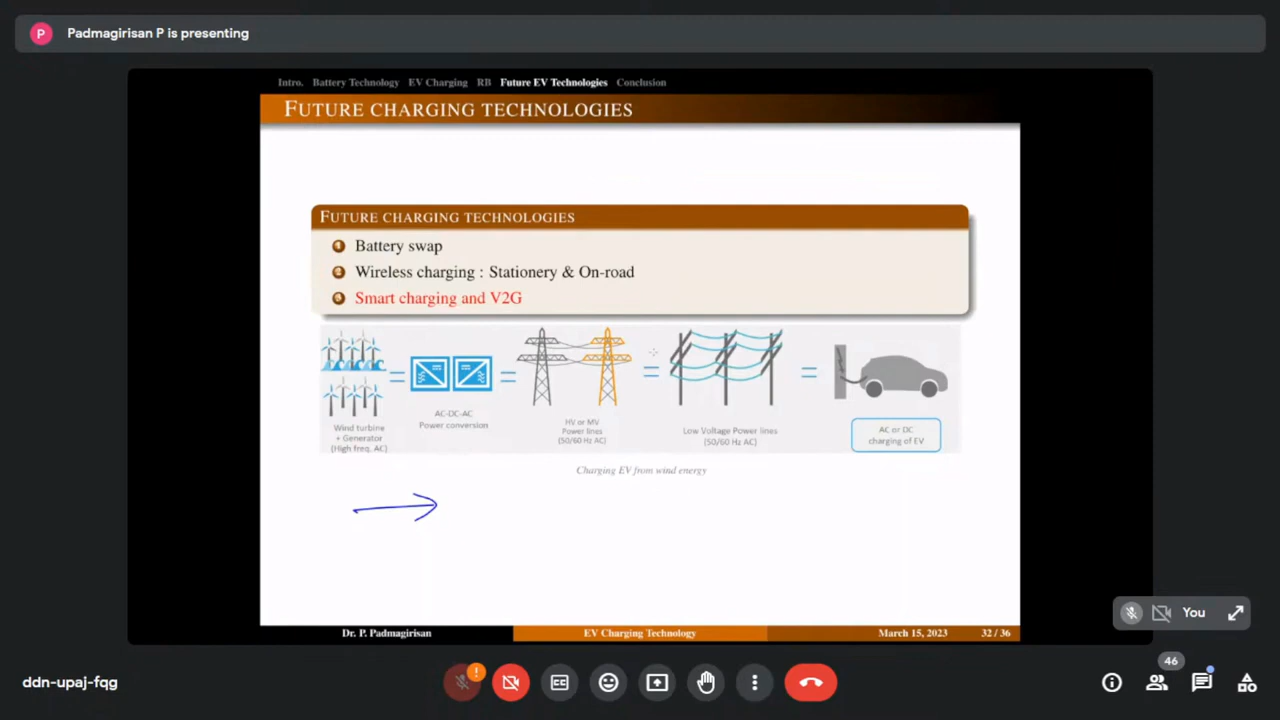 P Padmagirisan P is presenting
Intro. Battery Technology EV Charging RB Future EV Technologies Conclusion
FUTURE CHARGING TECHNOLOGIES
FUTURE CHARGING TECHNOLOGIES
1 Battery swap
2 Wireless charging : Stationery & On-road
3 Smart charging and V2G
Wind turbine
+ Generator
(High freq. AC)
=
AC-DC-AC
Power conversion
=
HV or MV
Power lines
(50/60 Hz AC)
=
Low Voltage Power lines
(50/60 Hz AC)
=
AC or DC
charging of EV
Charging EV from wind energy
Dr. P. Padmagirisan EV Charging Technology March 15, 2023 32 / 36
You
ddn-upaj-fqg
!
CC
46